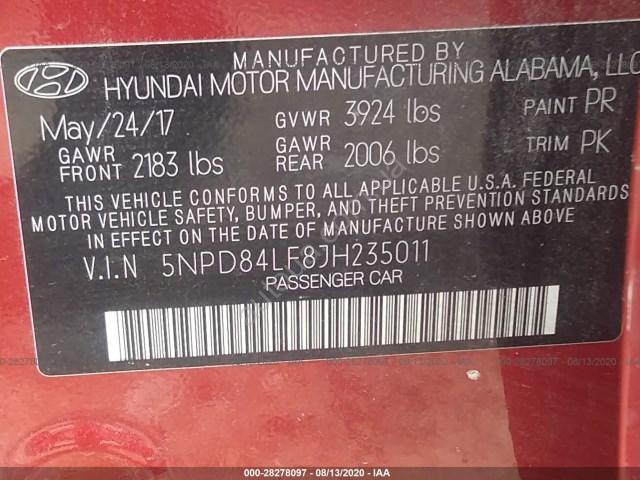 MANUFACTURED BY
HYUNDAI MOTOR MANUFACTURING ALABAMA, LLC
May/24/17 GVWR 3924 lbs PAINT PR
GAWR FRONT 2183 lbs GAWR REAR 2006 lbs TRIM PK
THIS VEHICLE CONFORMS TO ALL APPLICABLE U.S.A. FEDERAL
MOTOR VEHICLE SAFETY, BUMPER, AND THEFT PREVENTION STANDARDS
IN EFFECT ON THE DATE OF MANUFACTURE SHOWN ABOVE.
V.I.N 5NPD84LF8JH235011
PASSENGER CAR
000-28278097 - 08/13/2020 - IAA